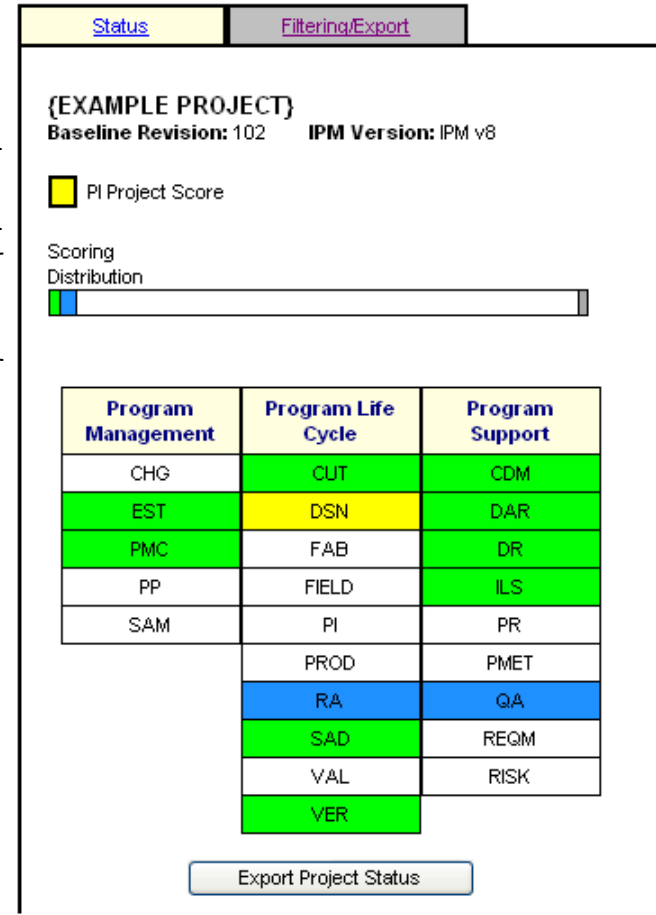 Status Filtering/Export
{EXAMPLE PROJECT}
Baseline Revision: 102 IPM Version: IPM v8
PI Project Score
Scoring
Distribution
Program Program Life Program
Management Cycle Support
CHG CUT CDM
EST DSN DAR
PMC FAB DR
PP FIELD ILS
SAM PI PR
PROD PMET
RA QA
SAD REQM
VAL RISK
VER
Export Project Status